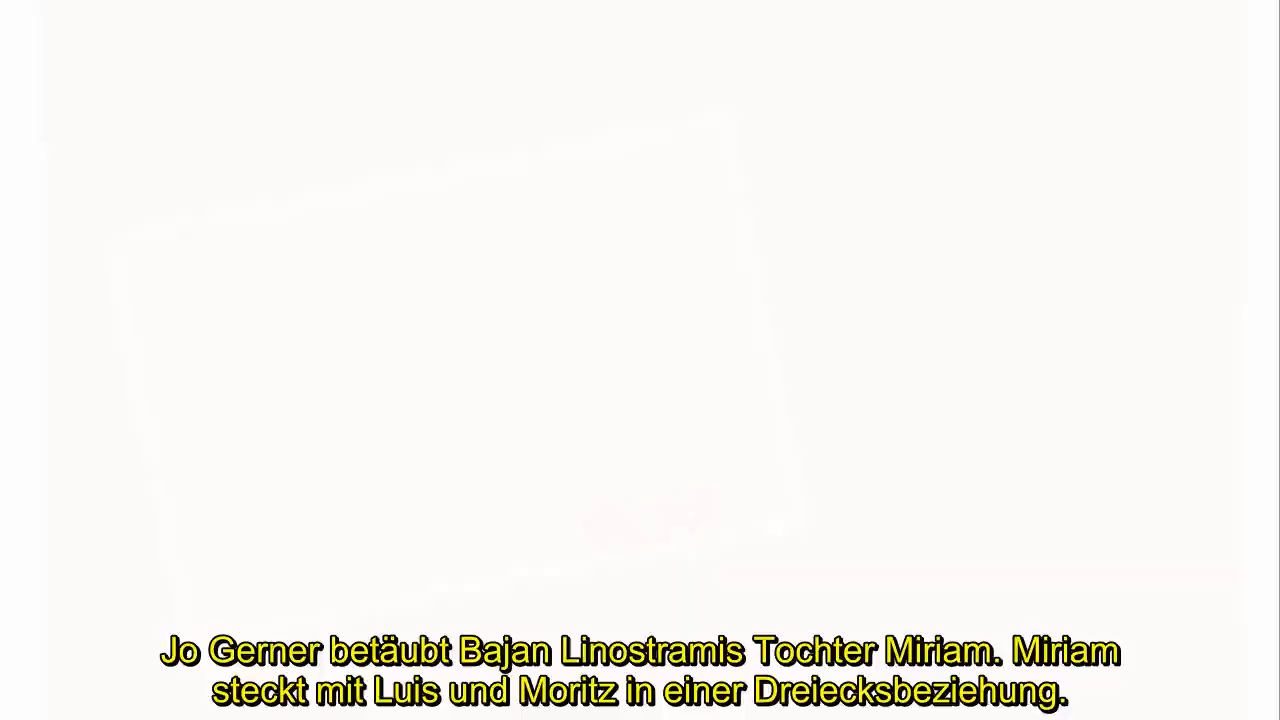 Jo Gerner betäubt Bajan Linostramis Tochter Miriam. Miriam
steckt mit Luis und Moritz in einer Dreiecksbeziehung.